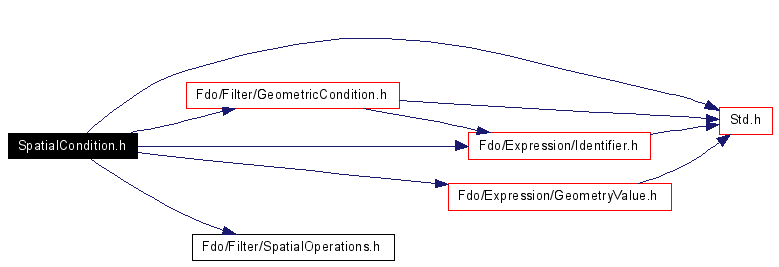 Fdo/Filter/GeometricCondition.h
Std.h
SpatialCondition.h
Fdo/Expression/Identifier.h
Fdo/Expression/GeometryValue.h
Fdo/Filter/SpatialOperations.h